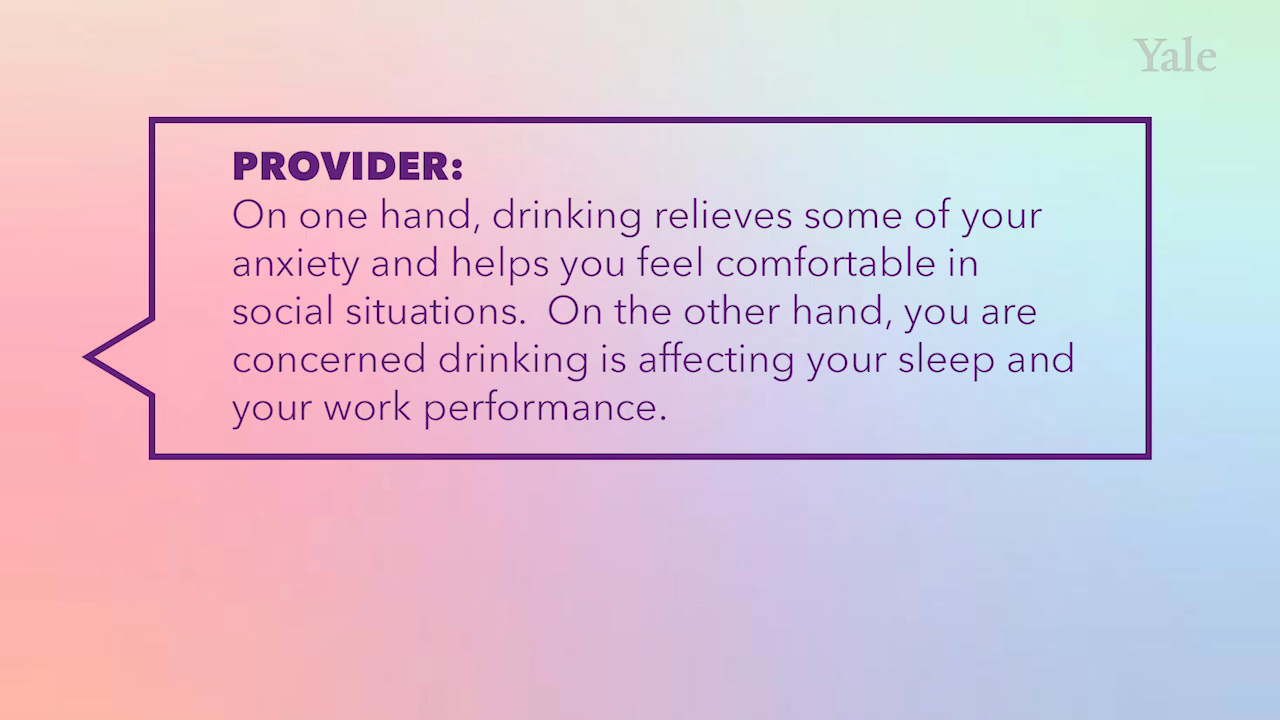 Yale
PROVIDER:
On one hand, drinking relieves some of your
anxiety and helps you feel comfortable in
social situations.  On the other hand, you are
concerned drinking is affecting your sleep and
your work performance.